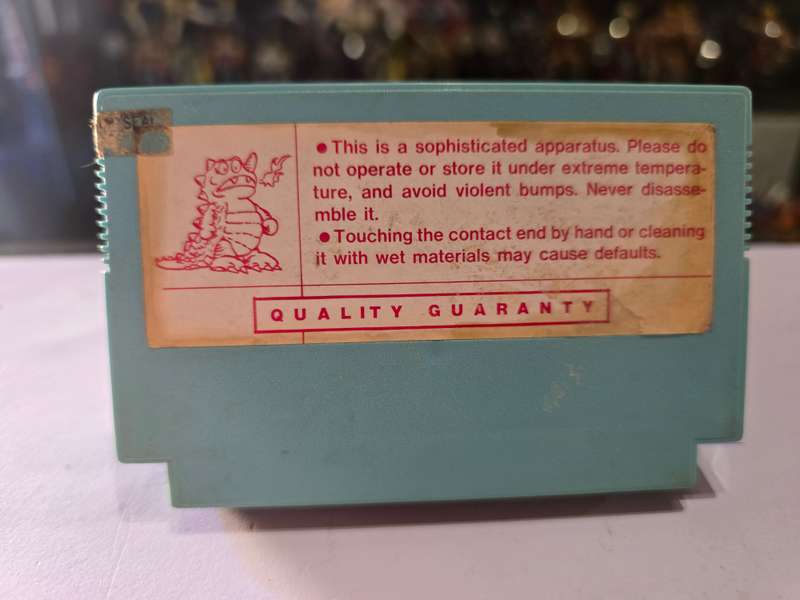 SEAL
●This is a sophisticated apparatus. Please do
not operate or store it under extreme tempera-
ture, and avoid violent bumps. Never disasse-
mble it.
●Touching the contact end by hand or cleaning
it with wet materials may cause defaults.
QUALITY GUARANTY